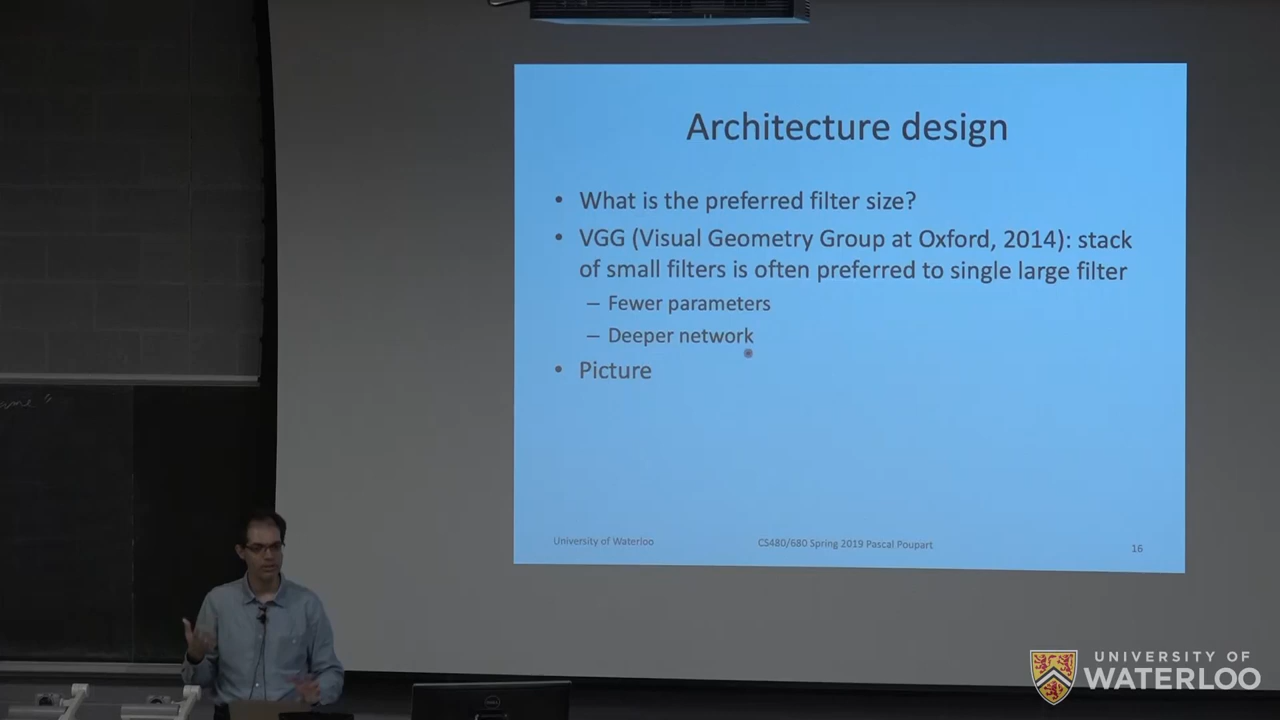 Architecture design
• What is the preferred filter size?
• VGG (Visual Geometry Group at Oxford, 2014): stack
of small filters is often preferred to single large filter
– Fewer parameters
– Deeper network
• Picture
University of Waterloo
CS480/680 Spring 2019 Pascal Poupart
16
UNIVERSITY OF
WATERLOO